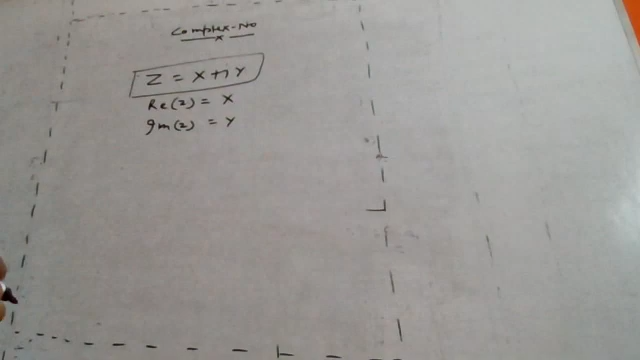 Complex-No
Z = X+iY
Re(Z) = X
Im(Z) = Y